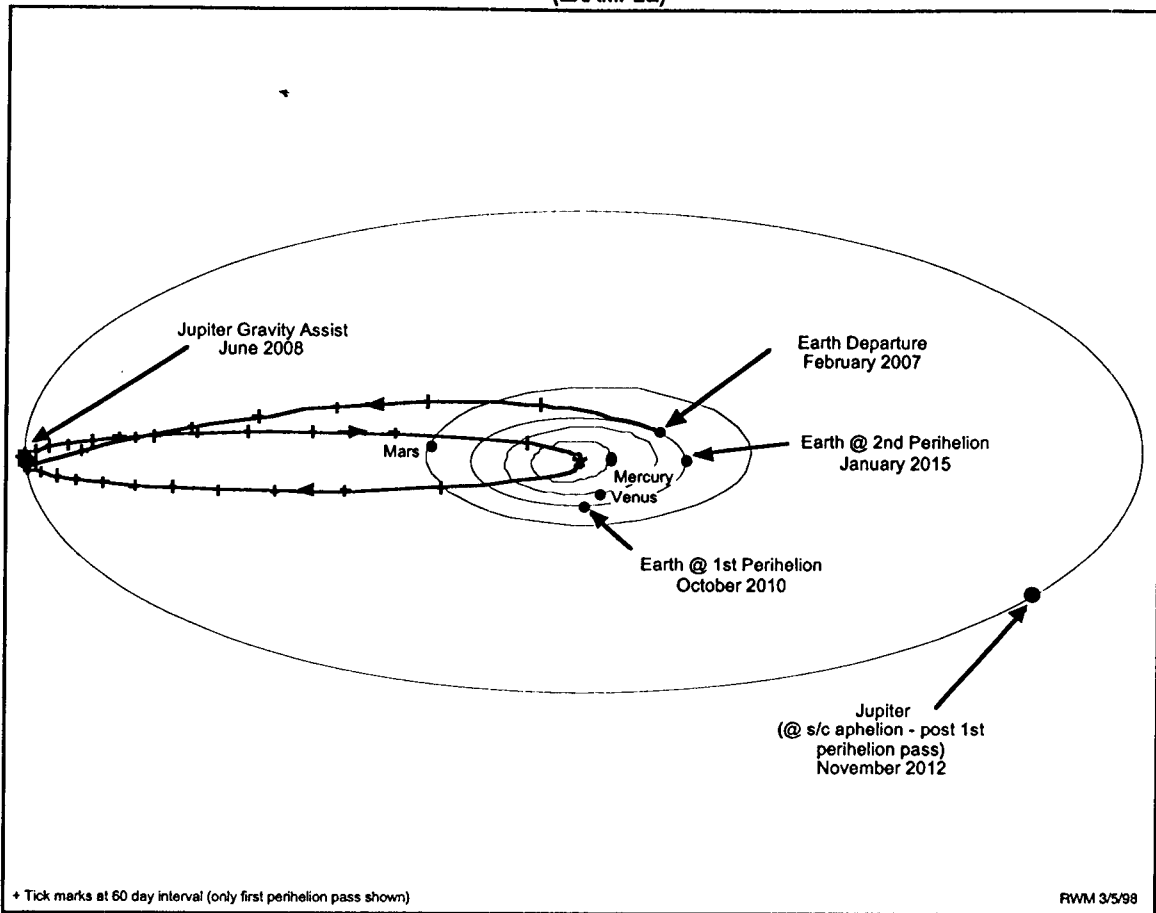 Jupiter Gravity Assist
June 2008
Earth Departure
February 2007
Mars
Earth @ 2nd Perihelion
January 2015
Mercury
Venus
Earth @ 1st Perihelion
October 2010
Jupiter
(@ s/c aphelion - post 1st
perihelion pass)
November 2012
+ Tick marks at 60 day interval (only first perihelion pass shown)
RWM 3/5/98